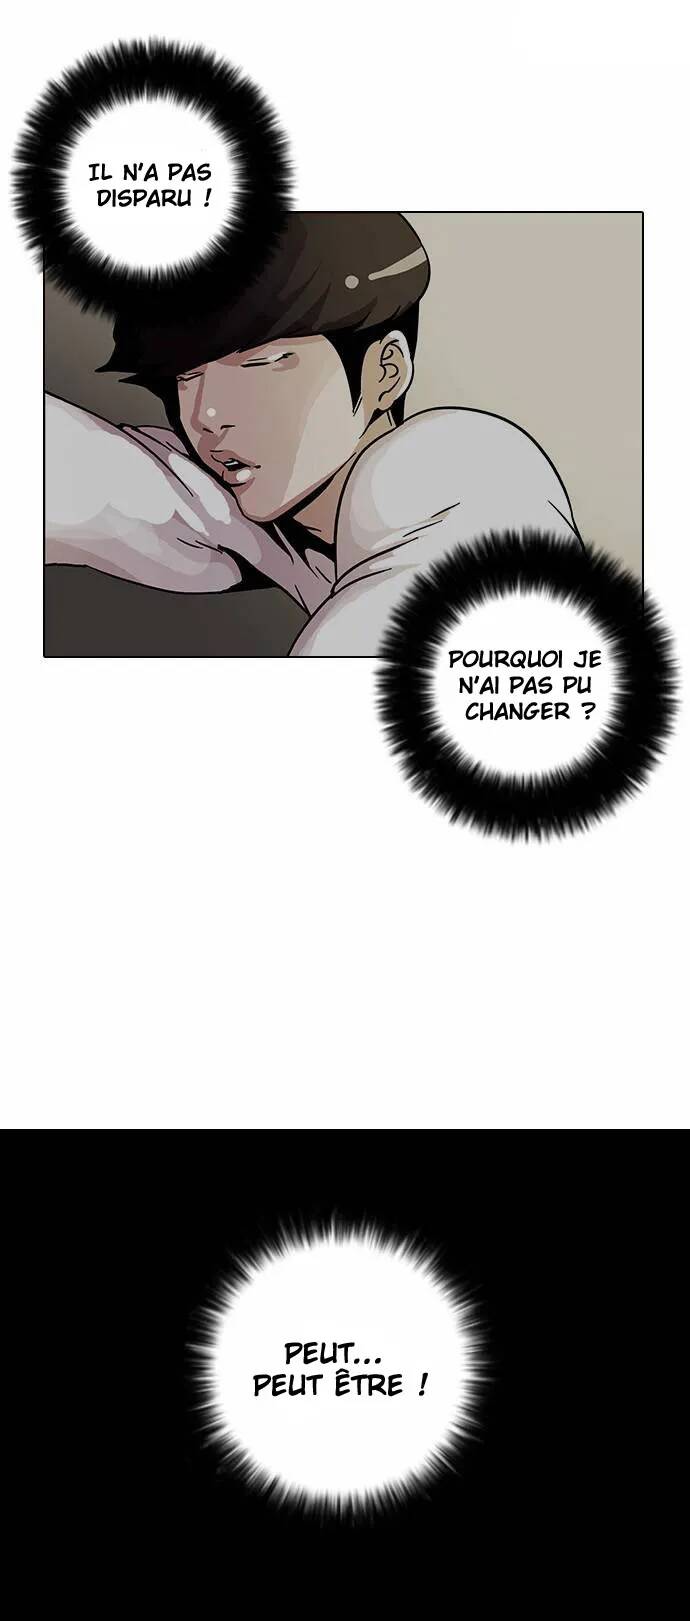 IL N'A PAS
DISPARU !
POURQUOI JE
N'AI PAS PU
CHANGER ?
PEUT...
PEUT ÊTRE !